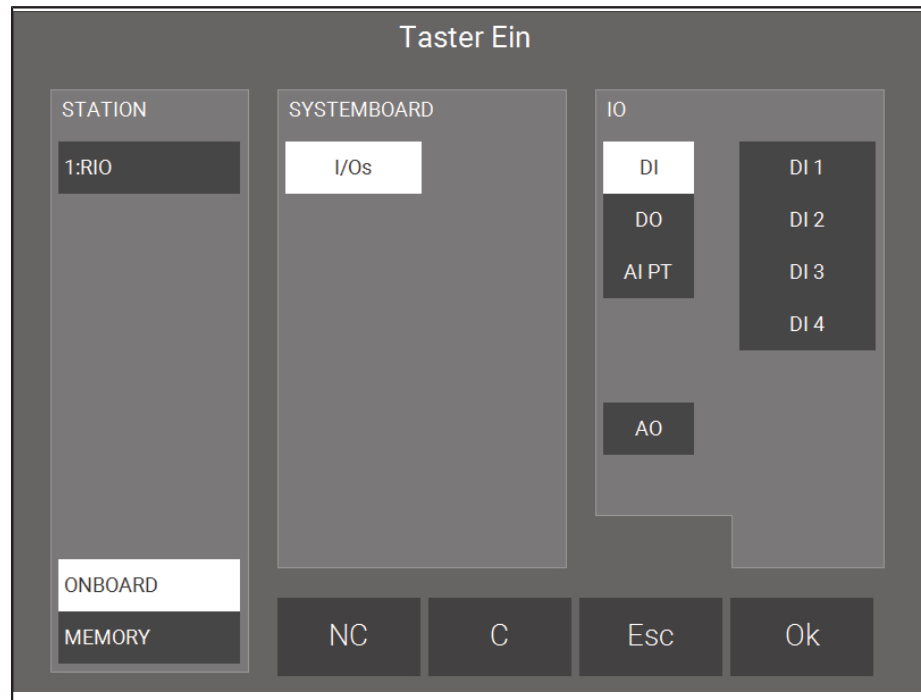 Taster Ein
STATION
1:RIO
ONBOARD
MEMORY
SYSTEMBOARD
I/Os
IO
DI
DO
AI PT
AO
DI 1
DI 2
DI 3
DI 4
NC
C
Esc
Ok